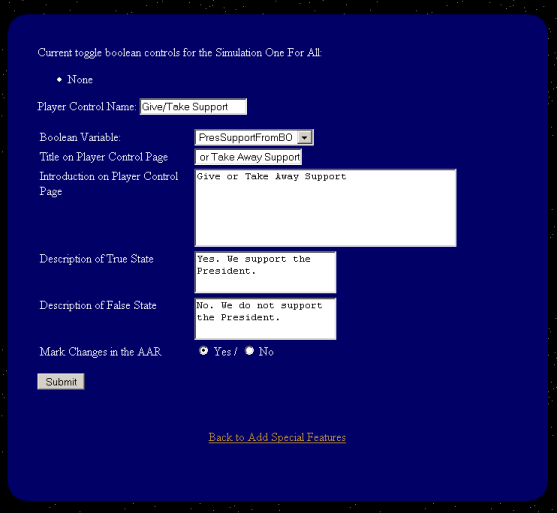 Current toggle boolean controls for the Simulation One For All:
None
Player Control Name: Give/Take Support
Boolean Variable: PresSupportFromBO
Title on Player Control Page or Take Away Support
Introduction on Player Control Page
Give or Take Away Support
Description of True State
Yes. We support the
President.
Description of False State
No. We do not support
the President.
Mark Changes in the AAR Yes / No
Submit
Back to Add Special Features